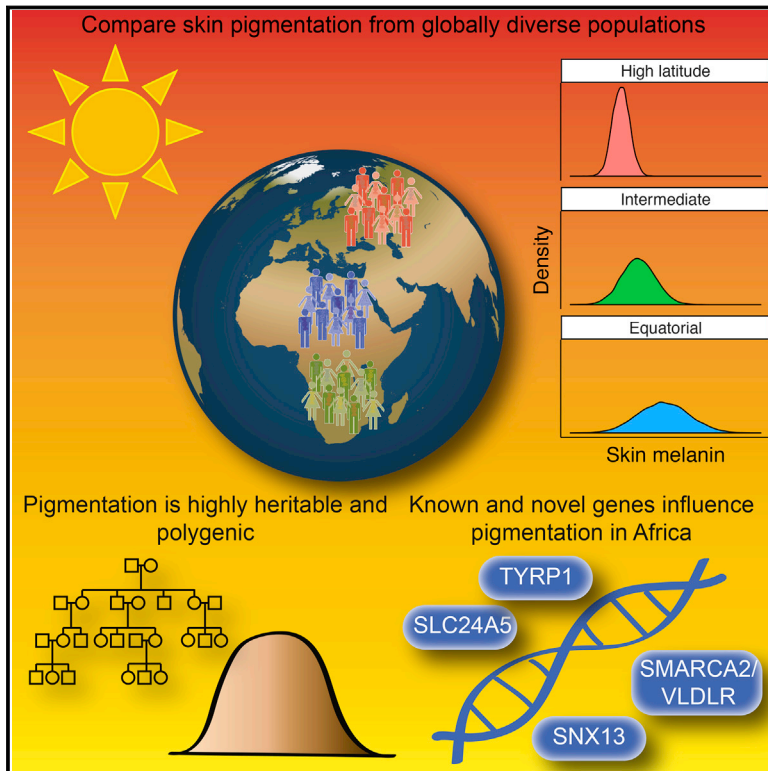 Compare skin pigmentation from globally diverse populations
High latitude
Intermediate
Equatorial
Density
Skin melanin
Pigmentation is highly heritable and
polygenic
Known and novel genes influence
pigmentation in Africa
TYRP1
SLC24A5
SMARCA2/
VLDLR
SNX13